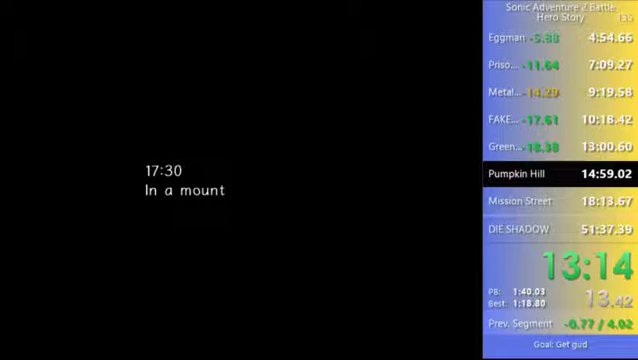 17:30
In a mount
Sonic Adventure 2 Battle
Hero Story
135
Eggman -5.88 4:54.66
Priso... -11.64 7:09.27
Metal... -14.29 9:19.58
FAKE... -17.61 10:18.42
Green... -18.38 13:00.60
Pumpkin Hill 14:59.02
Mission Street 18:13.67
DIE SHADOW 51:37.39
13:14
PB: 1:40.03
Best: 1:18.80
13.42
Prev. Segment -0.77 / 4.02
Goal: Get gud